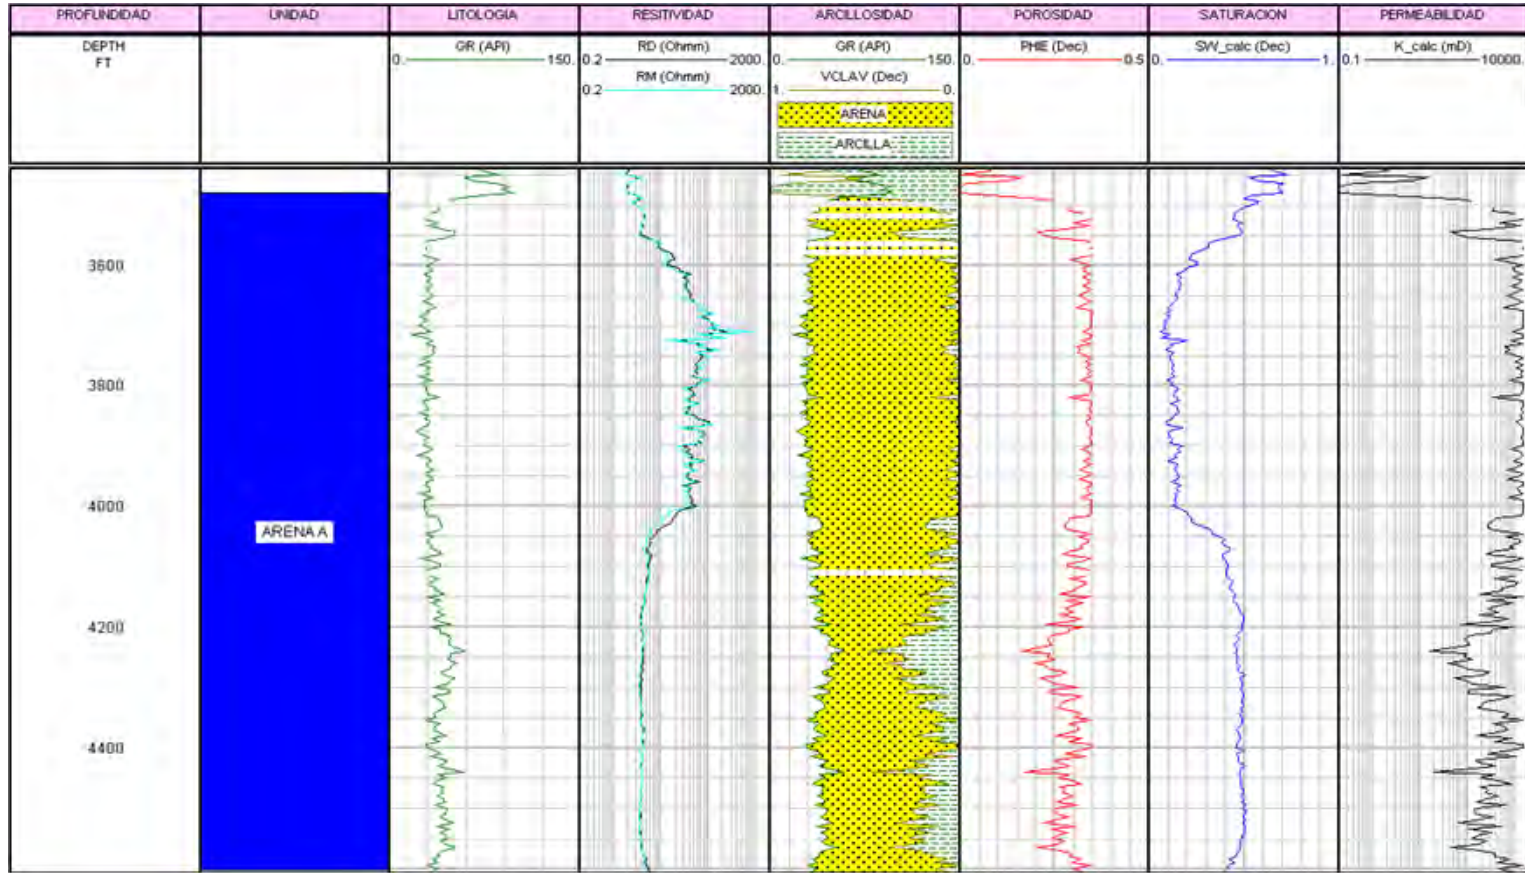 PROFUNDIDAD UNIDAD LITOLOGIA RESITIVIDAD ARCILLOSIDAD POROSIDAD SATURACION PERMEABILIDAD
DEPTH GR (API) RD (Ohmm) GR (API) PHIE (Dec) SW_calc (Dec) K_calc (mD)
FT 0. 150. 0.2 2000. 0. 150. 0. 0.5 0. 1. 0.1 10000.
RM (Ohmm) VCLAV (Dec)
0.2 2000. 1. 0.
ARENA
ARCILLA
3600
3800
4000
ARENA A
4200
4400